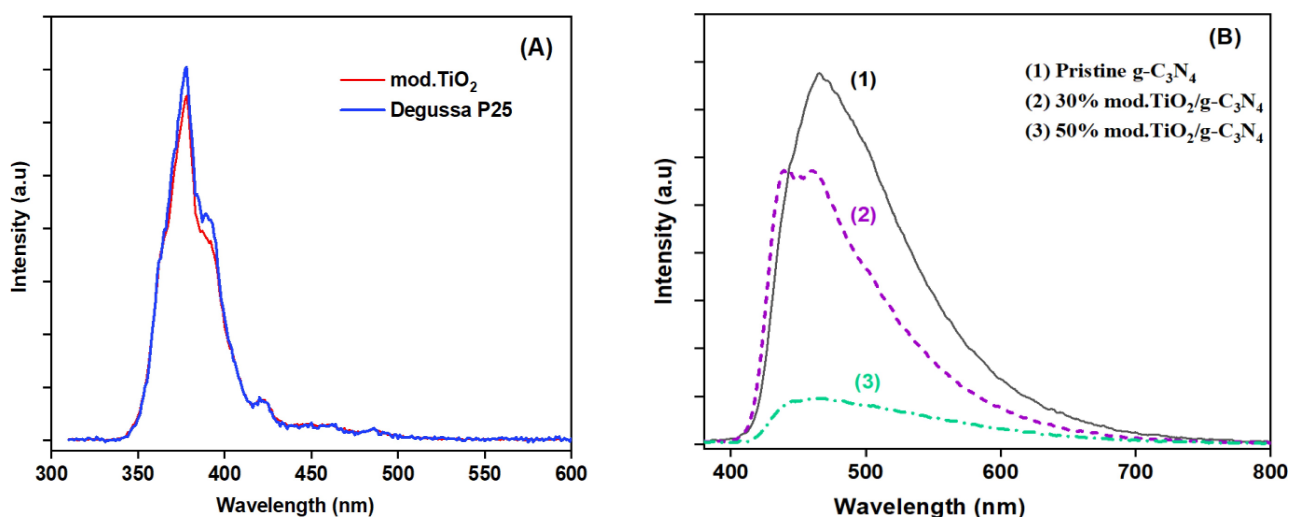 (A)
mod.TiO₂
Degussa P25
Intensity (a.u)
300 350 400 450 500 550 600
Wavelength (nm)
(B)
(1)
(1) Pristine g-C₃N₄
(2) 30% mod.TiO₂/g-C₃N₄
(3) 50% mod.TiO₂/g-C₃N₄
(2)
(3)
Intensity (a.u)
400 500 600 700 800
Wavelength (nm)